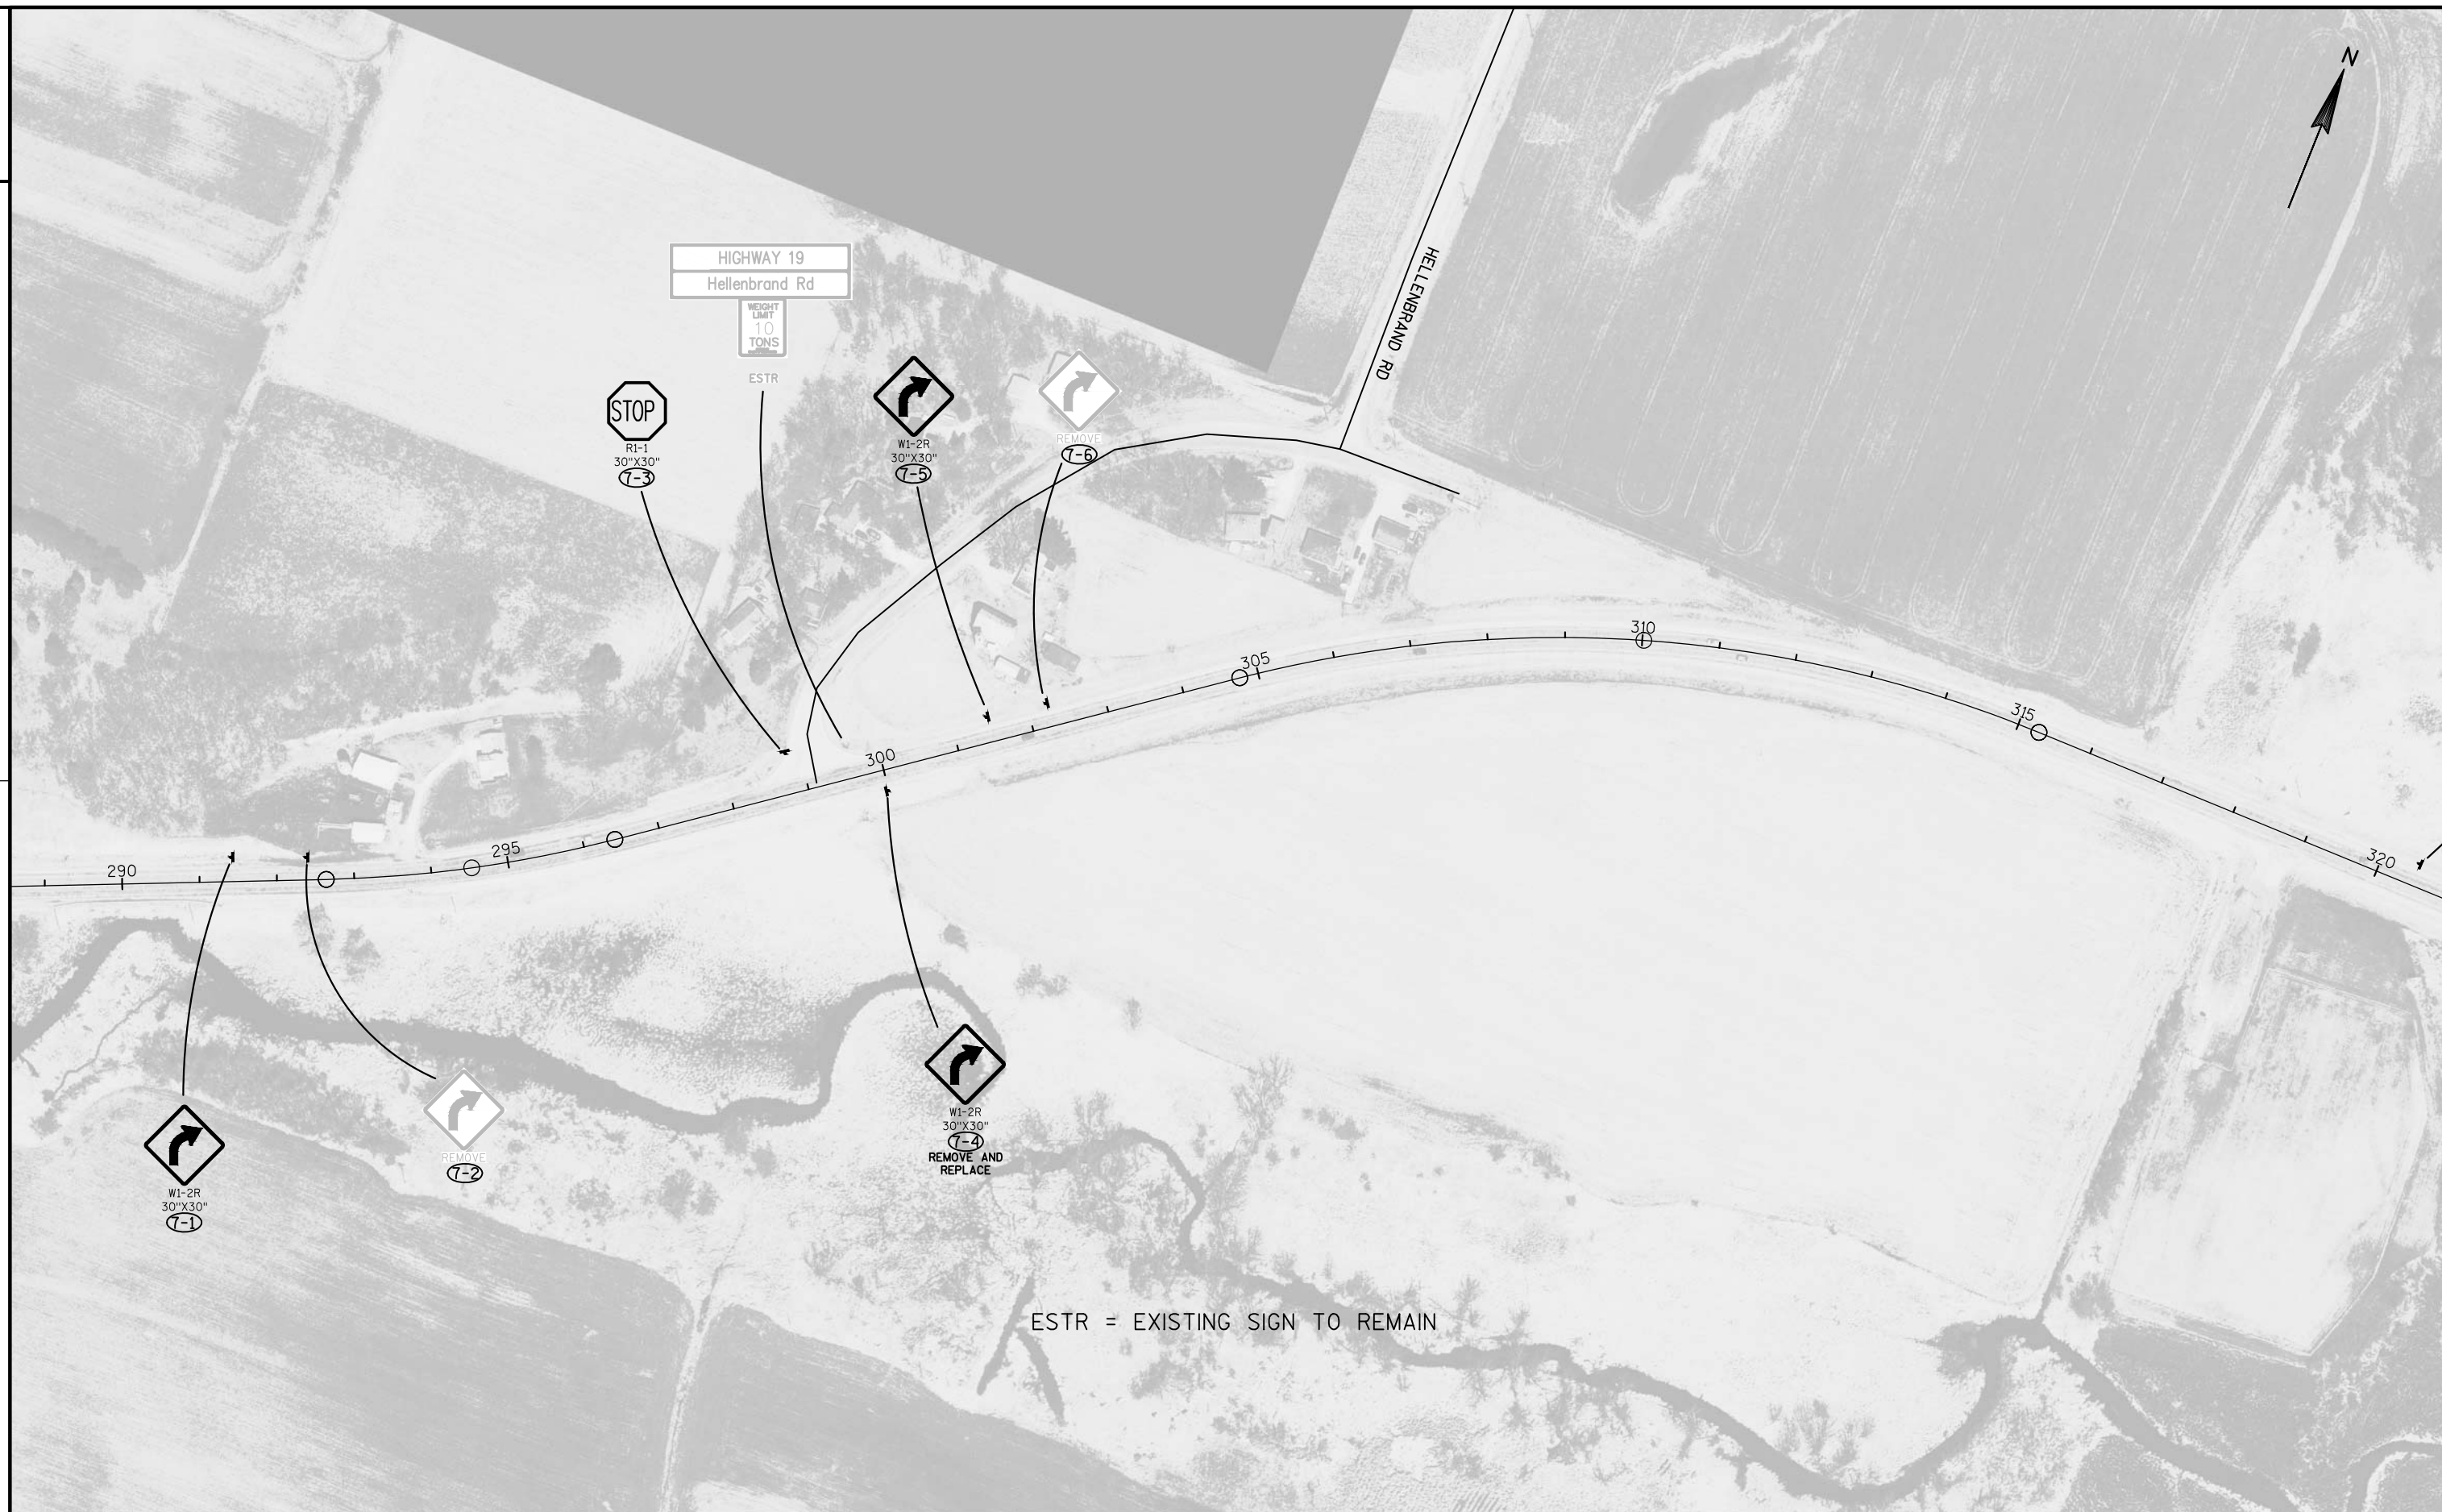 N
HIGHWAY 19
Hellenbrand Rd
WEIGHT
LIMIT
10
TONS
ESTR
HELLENBRAND RD
STOP
R1-1
30"X30"
7-3
W1-2R
30"X30"
7-5
REMOVE
7-6
290
295
300
305
310
315
320
W1-2R
30"X30"
7-1
REMOVE
7-2
W1-2R
30"X30"
7-4
REMOVE AND
REPLACE
ESTR = EXISTING SIGN TO REMAIN